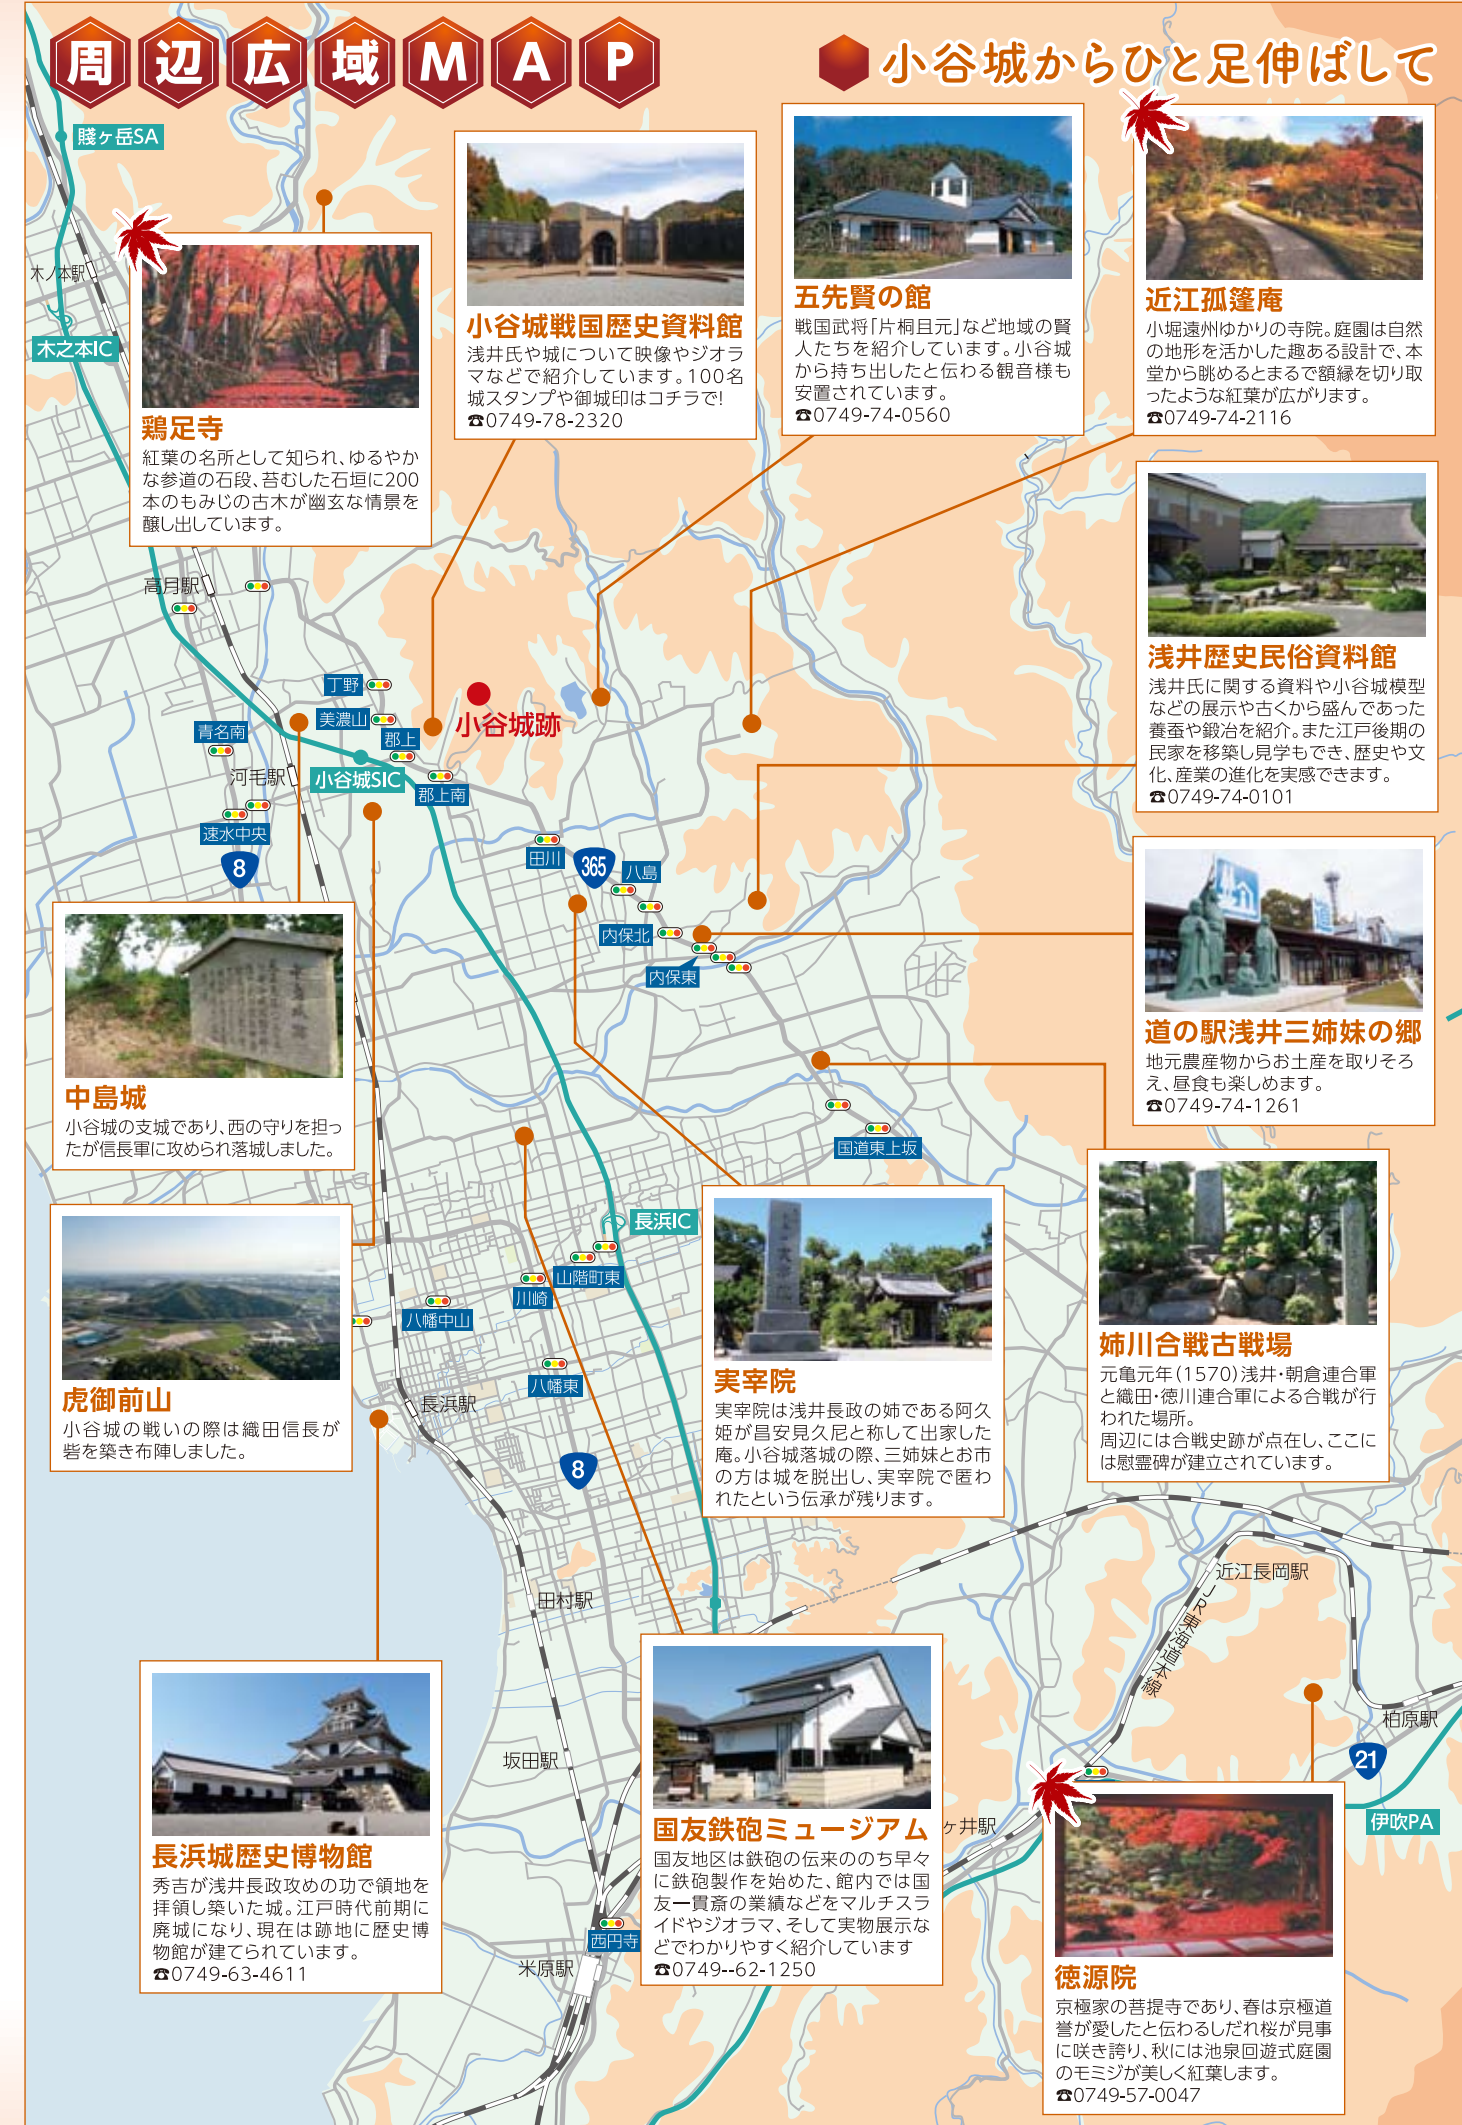 周辺広域MAP
小谷城からひと足伸ばして
賤ヶ岳SA
木ノ本駅
木之本IC
鶏足寺
紅葉の名所として知られ、ゆるやか
な参道の石段、苔むした石垣に200
本のもみじの古木が幽玄な情景を
醸し出しています。
小谷城戦国歴史資料館
浅井氏や城について映像やジオラ
マなどで紹介しています。100名
城スタンプや御城印はコチラで!
☎0749-78-2320
五先賢の館
戦国武将「片桐且元」など地域の賢
人たちを紹介しています。小谷城
から持ち出したと伝わる観音様も
安置されています。
☎0749-74-0560
近江孤篷庵
小堀遠州ゆかりの寺院。庭園は自然
の地形を活かした趣ある設計で、本
堂から眺めるとまるで額縁を切り取
ったような紅葉が広がります。
☎0749-74-2116
浅井歴史民俗資料館
浅井氏に関する資料や小谷城模型
などの展示や古くから盛んであった
養蚕や鍛冶を紹介。また江戸後期の
民家を移築し見学もでき、歴史や文
化、産業の進化を実感できます。
☎0749-74-0101
高月駅
丁野
美濃山
郡上
小谷城跡
青名南
河毛駅
小谷城SIC
郡上南
速水中央
8
田川
365
八島
内保北
内保東
道の駅浅井三姉妹の郷
地元農産物からお土産を取りそろ
え、昼食も楽しめます。
☎0749-74-1261
中島城
小谷城の支城であり、西の守りを担っ
たが信長軍に攻められ落城しました。
国道東上坂
長浜IC
山階町東
川崎
八幡中山
八幡東
長浜駅
8
虎御前山
小谷城の戦いの際は織田信長が
砦を築き布陣しました。
実宰院
実宰院は浅井長政の姉である阿久
姫が昌安見久尼と称して出家した
庵。小谷城落城の際、三姉妹とお市
の方は城を脱出し、実宰院で匿わ
れたという伝承が残ります。
姉川合戦古戦場
元亀元年(1570)浅井・朝倉連合軍
と織田・徳川連合軍による合戦が行
われた場所。
周辺には合戦史跡が点在し、ここに
は慰霊碑が建立されています。
近江長岡駅
JR東海道本線
田村駅
柏原駅
21
伊吹PA
坂田駅
ヶ井駅
長浜城歴史博物館
秀吉が浅井長政攻めの功で領地を
拝領し築いた城。江戸時代前期に
廃城になり、現在は跡地に歴史博
物館が建てられています。
☎0749-63-4611
国友鉄砲ミュージアム
国友地区は鉄砲の伝来ののち早々
に鉄砲製作を始めた、館内では国
友一貫斎の業績などをマルチスラ
イドやジオラマ、そして実物展示な
どでわかりやすく紹介しています
☎0749--62-1250
西円寺
米原駅
徳源院
京極家の菩提寺であり、春は京極道
誉が愛したと伝わるしだれ桜が見事
に咲き誇り、秋には池泉回遊式庭園
のモミジが美しく紅葉します。
☎0749-57-0047